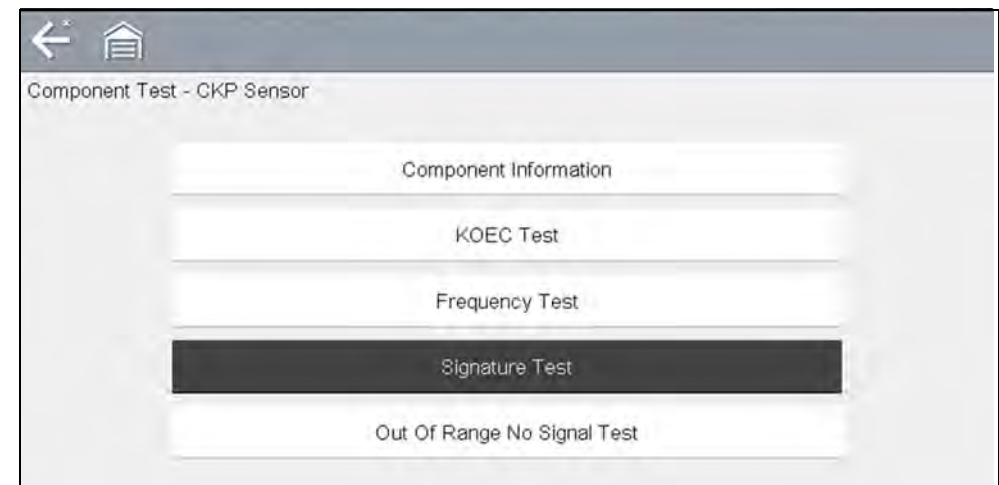 Component Test - CKP Sensor
Component Information
KOEC Test
Frequency Test
Signature Test
Out Of Range No Signal Test